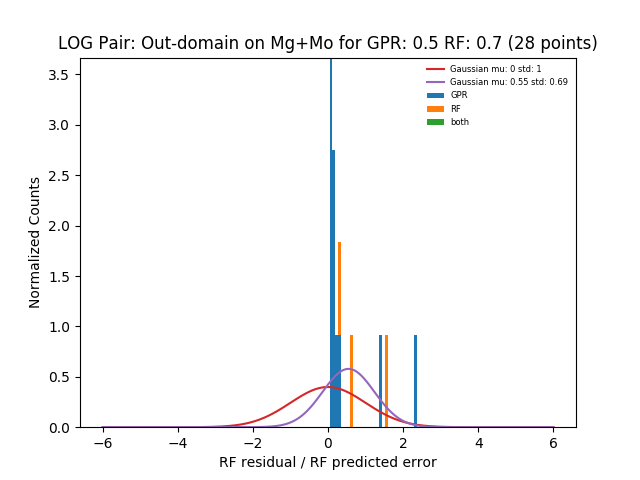 LOG Pair: Out-domain on Mg+Mo for GPR: 0.5 RF: 0.7 (28 points)
Gaussian mu: 0 std: 1
Gaussian mu: 0.55 std: 0.69
GPR
RF
both
Normalized Counts
3.5
3.0
2.5
2.0
1.5
1.0
0.5
0.0
−6 −4 −2 0 2 4 6
RF residual / RF predicted error